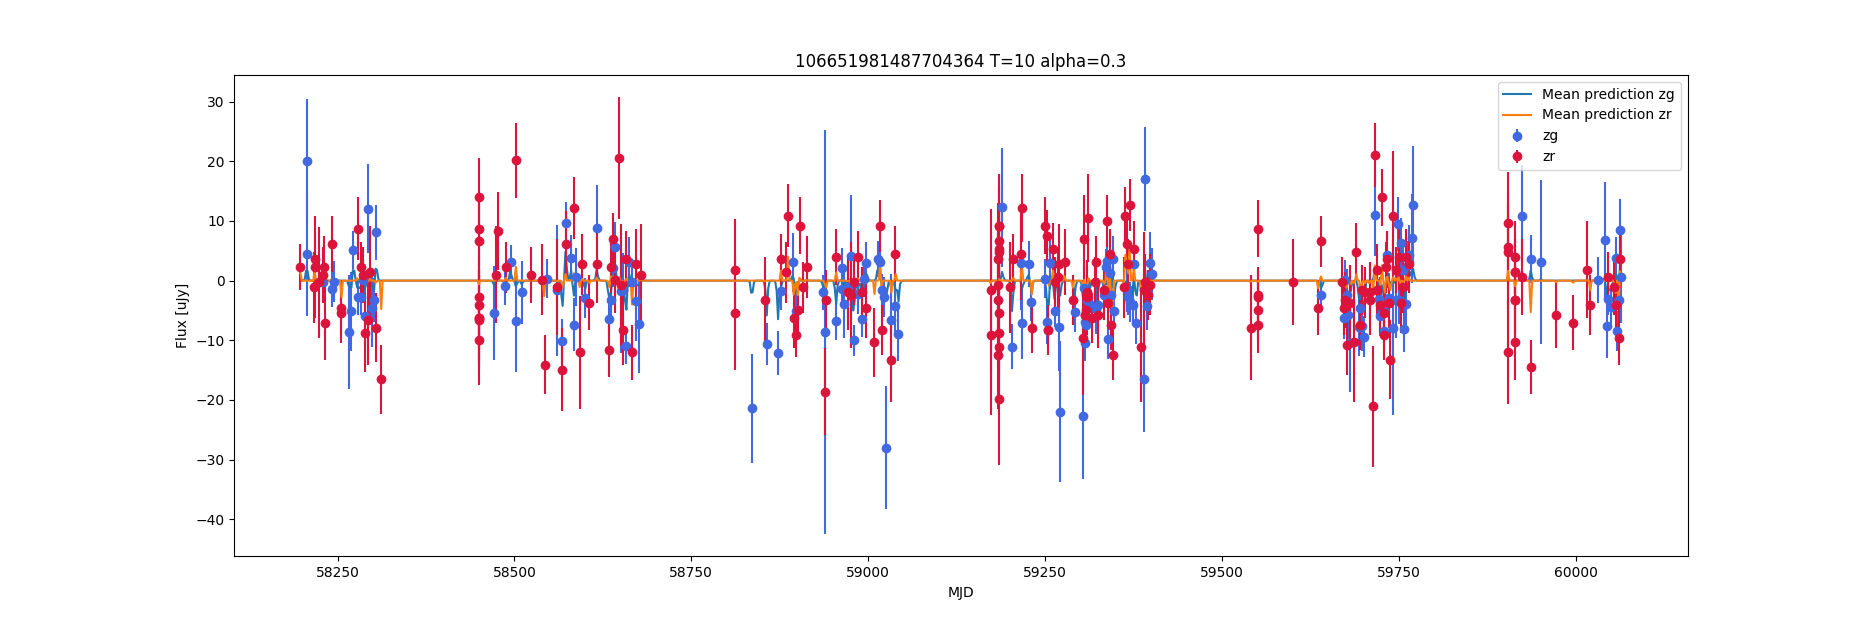 106651981487704364 T=10 alpha=0.3
Mean prediction zg
Mean prediction zr
zg
zr
Flux [uJy]
30
20
10
0
−10
−20
−30
−40
58250 58500 58750 59000 59250 59500 59750 60000
MJD